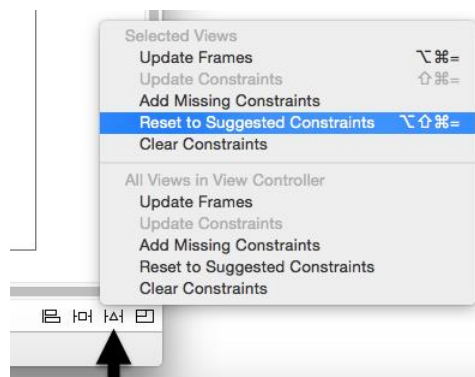 Selected Views
Update Frames ⌥⌘=
Update Constraints ⇧⌘=
Add Missing Constraints
Reset to Suggested Constraints ⌥⇧⌘=
Clear Constraints
All Views in View Controller
Update Frames
Update Constraints
Add Missing Constraints
Reset to Suggested Constraints
Clear Constraints